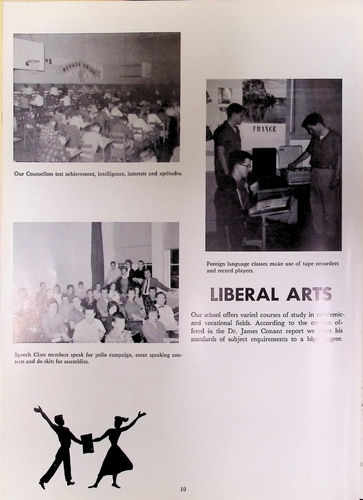 NEVADA UNION
Our Counsellors test achievement, intelligence, interests and aptitudes.
FRANCE
Foreign language classes make use of tape recorders
and record players.
LIBERAL ARTS
Our school offers varied courses of study in academic
and vocational fields. According to the criteria of-
fered in the Dr. James Conant report we meet his
standards of subject requirements to a high degree.
Speech Class members speak for polio campaign, enter speaking con-
tests and do skits for assemblies.
10